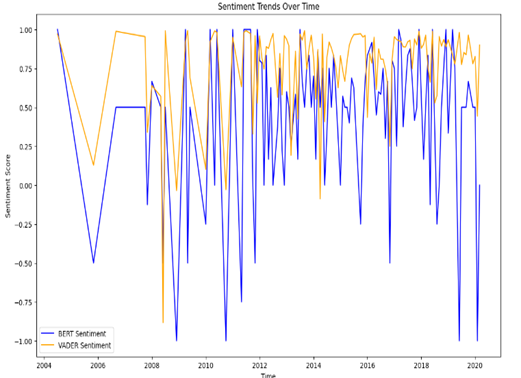 Sentiment Trends Over Time
1.00
0.75
0.50
0.25
0.00
−0.25
−0.50
−0.75
−1.00
Sentiment Score
BERT Sentiment
VADER Sentiment
2004 2006 2008 2010 2012 2014 2016 2018 2020
Time